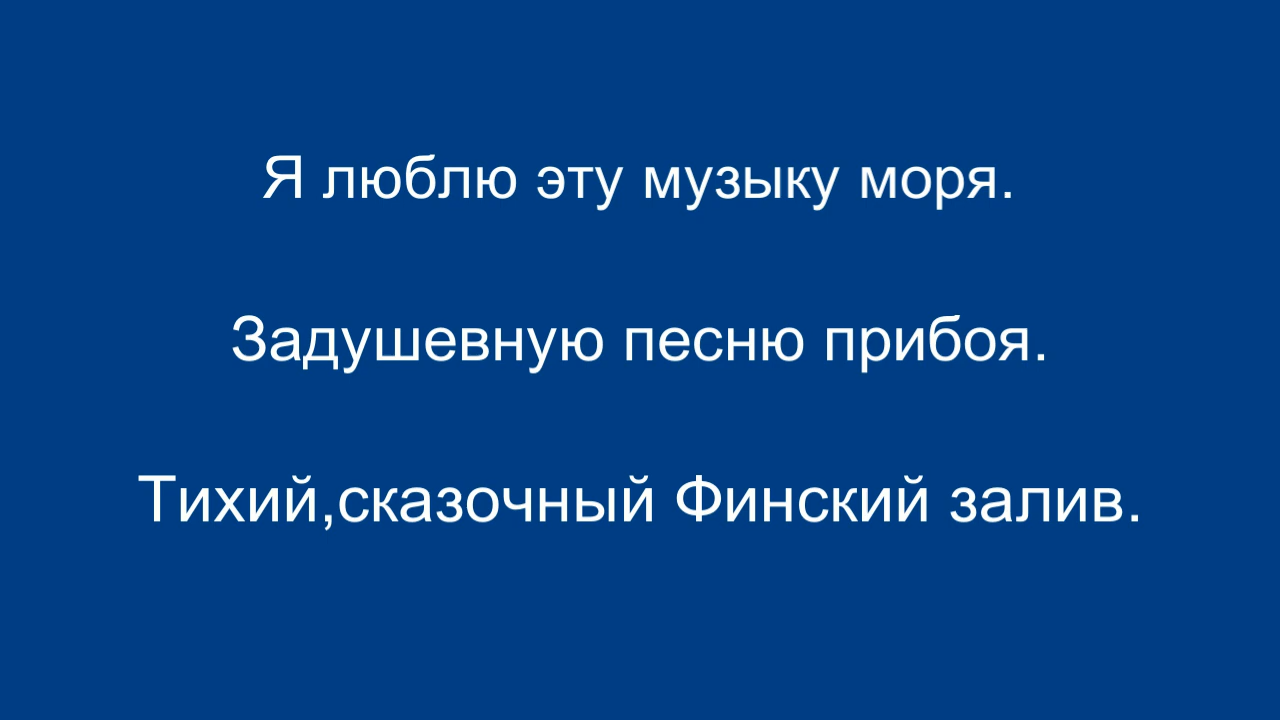 Я люблю эту музыку моря.
Задушевную песню прибоя.
Тихий,сказочный Финский залив.